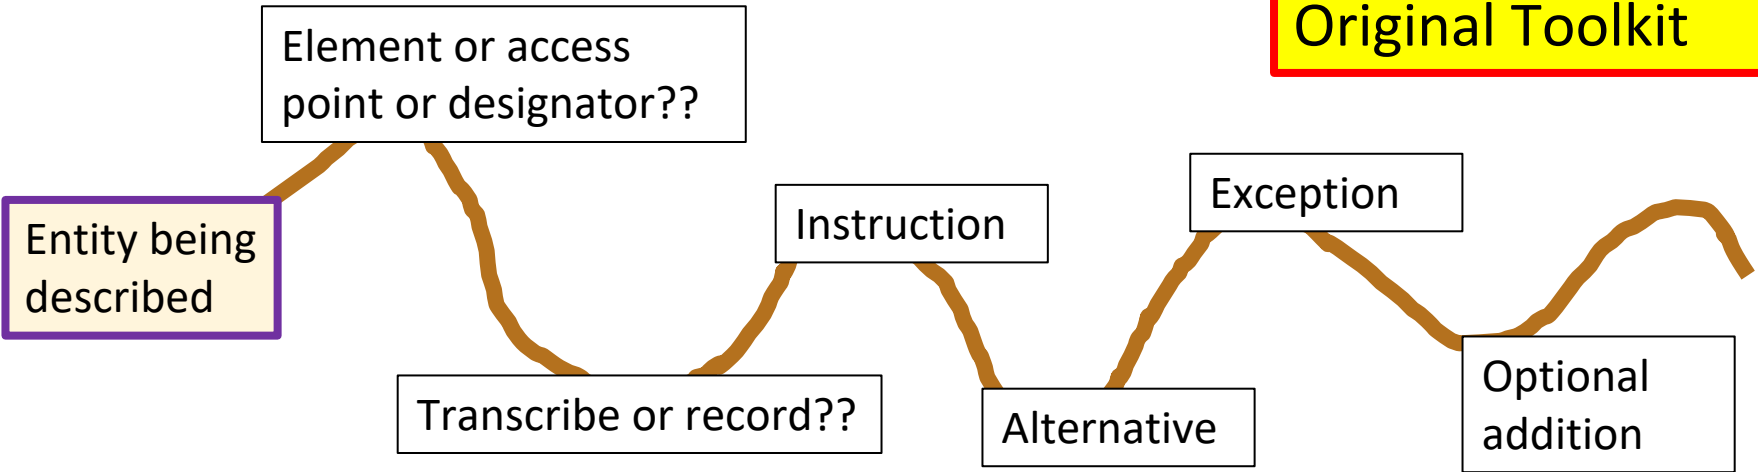 Original Toolkit
Element or access
point or designator??
Entity being
described
Transcribe or record??
Instruction
Alternative
Exception
Optional
addition